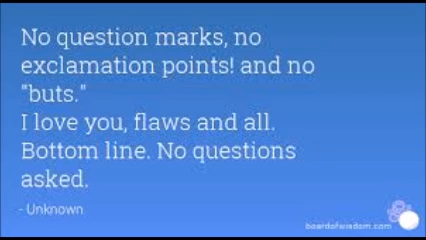 No question marks, no
exclamation points! and no
"buts."
I love you, flaws and all.
Bottom line. No questions
asked.
- Unknown
boardofwisdom.com